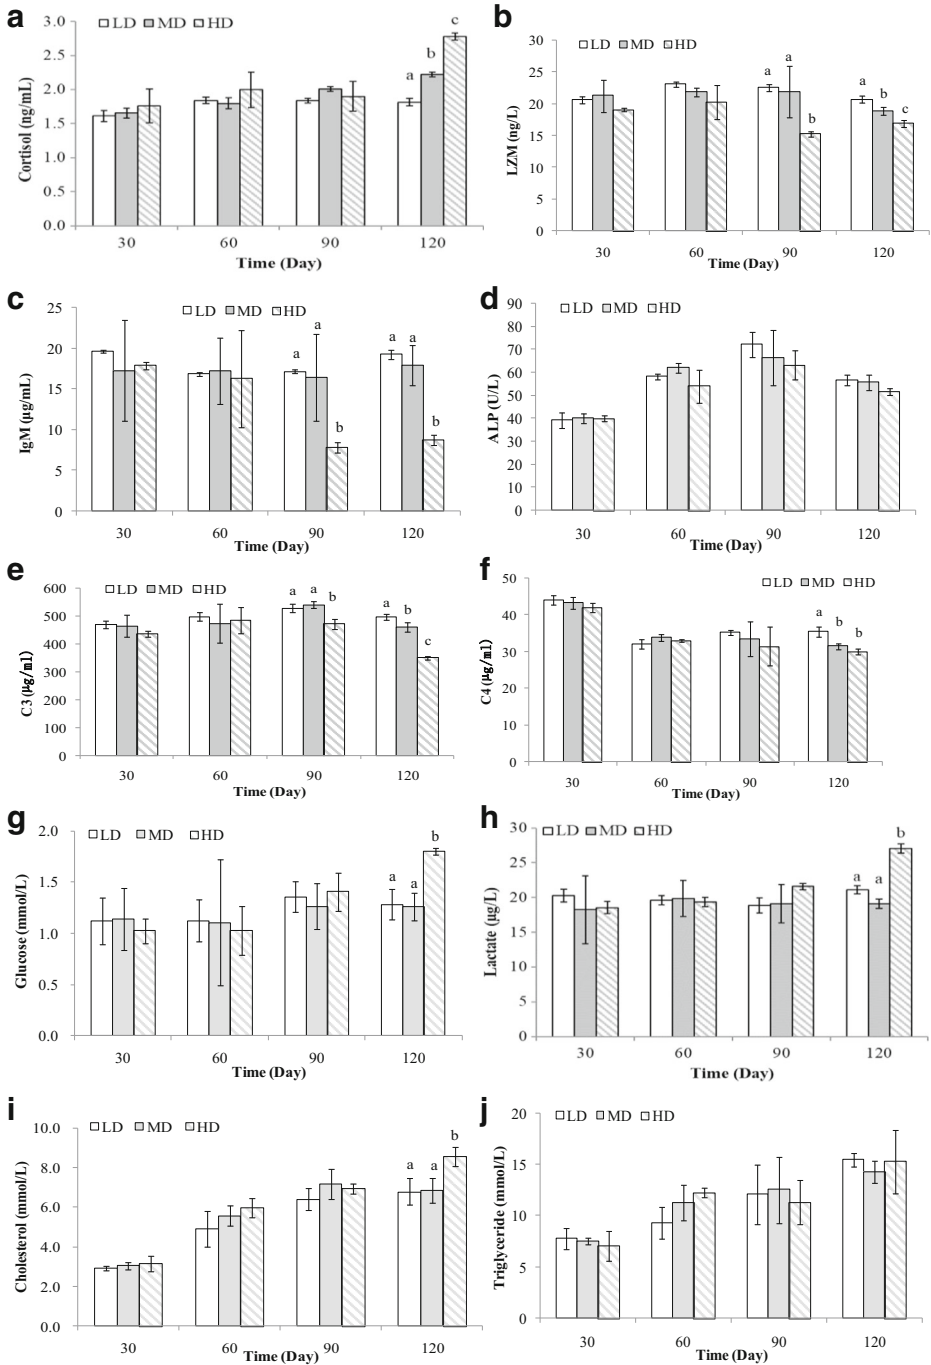 a
LD MD HD
c
b
a
3.0
2.5
2.0
1.5
1.0
0.5
0.0
Cortisol (ng/mL)
30 60 90 120
Time (Day)
b
LD MD HD
a a
b
a
b
c
30
25
20
15
10
5
0
LZM (ng/L)
30 60 90 120
Time (Day)
c
LD MD HD
a a
b
a a
b
25
20
15
10
5
0
IgM (μg/mL)
30 60 90 120
Time (Day)
d
LD MD HD
90
80
70
60
50
40
30
20
10
0
ALP (U/L)
30 60 90 120
Time (Day)
e
LD MD HD
a a b
a b
c
600
500
400
300
200
100
0
C3 (μg/ml)
30 60 90 120
Time (Day)
f
LD MD HD
a
b b
50
40
30
20
10
0
C4 (μg/ml)
30 60 90 120
Time (Day)
g
LD MD HD
b
a a
2.0
1.5
1.0
0.5
0.0
Glucose (mmol/L)
30 60 90 120
Time (Day)
h
LD MD HD
b
a a
30
25
20
15
10
5
0
Lactate (μg/L)
30 60 90 120
Time (Day)
i
LD MD HD
b
a a
10.0
8.0
6.0
4.0
2.0
0.0
Cholesterol (mmol/L)
30 60 90 120
Time (Day)
j
LD MD HD
20
15
10
5
0
Triglyceride (mmol/L)
30 60 90 120
Time (Day)